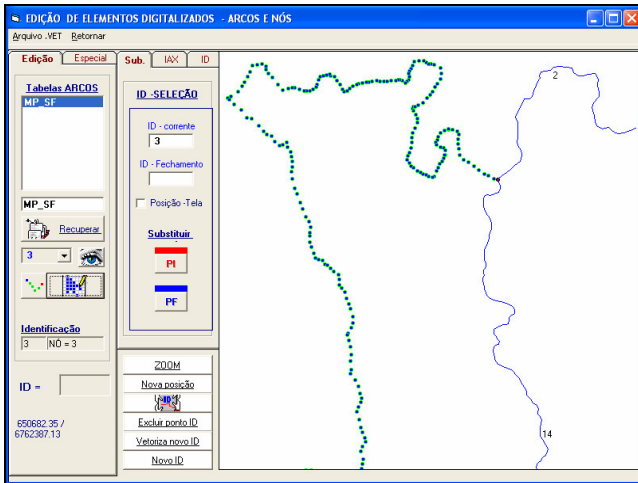 EDIÇÃO DE ELEMENTOS DIGITALIZADOS - ARCOS E NÓS
Arquivo .VET Retornar
Edição Especial
Tabelas ARCOS
MP_SF
MP_SF
Recuperar
3
Identificação
3 NÓ = 3
ID =
650682.35 /
6762387.13
Sub. IAX ID
ID -SELEÇÃO
ID - corrente
3
ID - Fechamento
Posição -Tela
Substituir
PI
PF
ZOOM
Nova posição
ID
Excluir ponto ID
Vetoriza novo ID
Novo ID
2
14